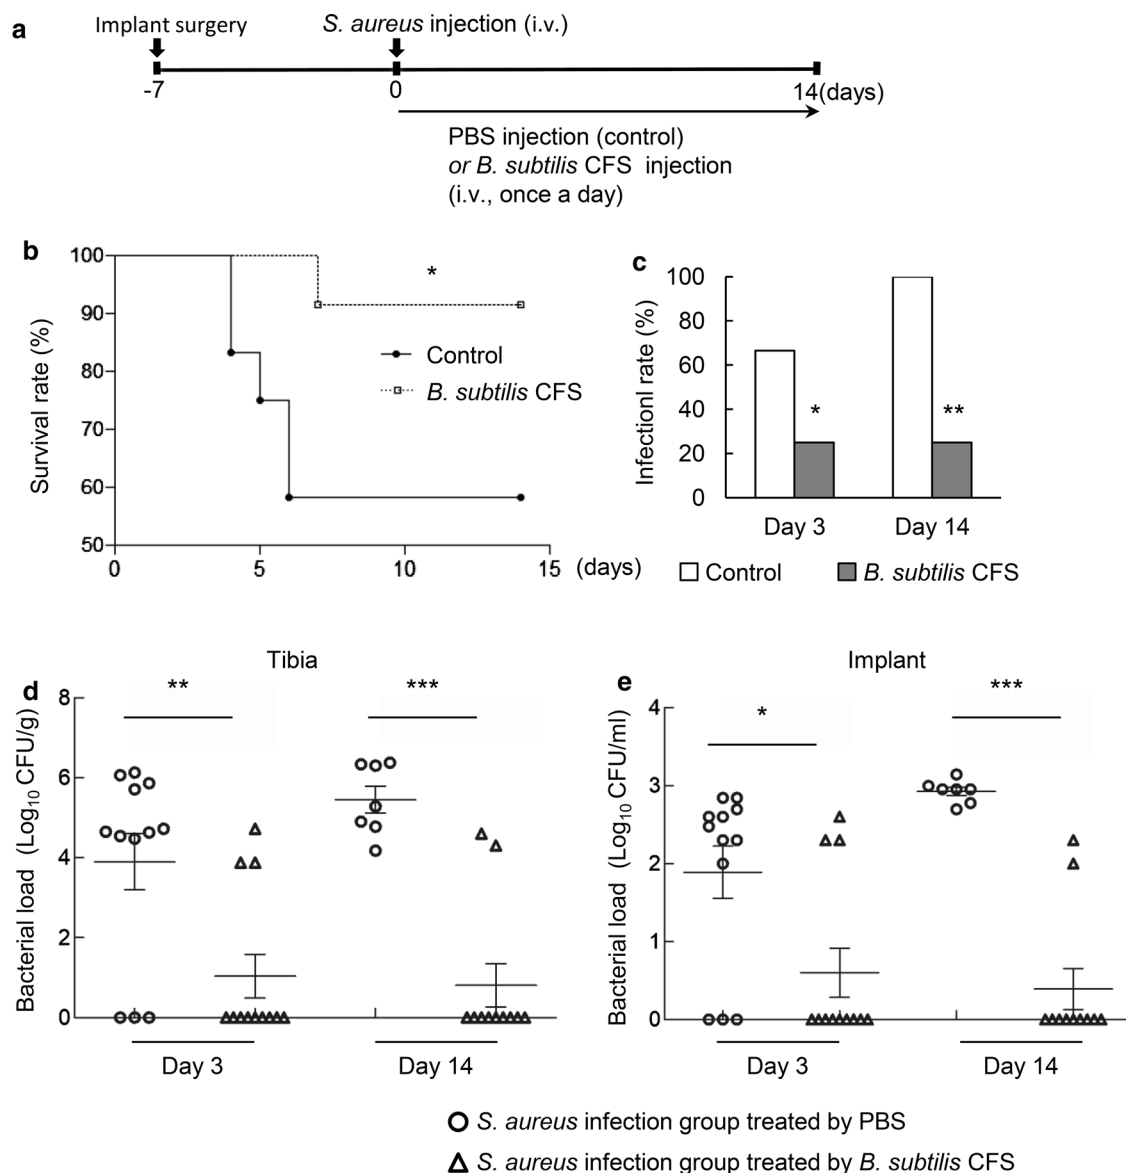 a
Implant surgery
S. aureus injection (i.v.)
-7
0
14(days)
PBS injection (control)
or B. subtilis CFS injection
(i.v., once a day)
b
Survival rate (%)
100
90
80
70
60
50
0
5
10
15
(days)
*
Control
B. subtilis CFS
c
Infectionl rate (%)
100
80
60
40
20
0
*
**
Day 3
Day 14
Control
B. subtilis CFS
Tibia
d
Bacterial load (Log10 CFU/g)
8
6
4
2
0
**
***
Day 3
Day 14
Implant
e
Bacterial load (Log10 CFU/ml)
4
3
2
1
0
*
***
Day 3
Day 14
S. aureus infection group treated by PBS
S. aureus infection group treated by B. subtilis CFS